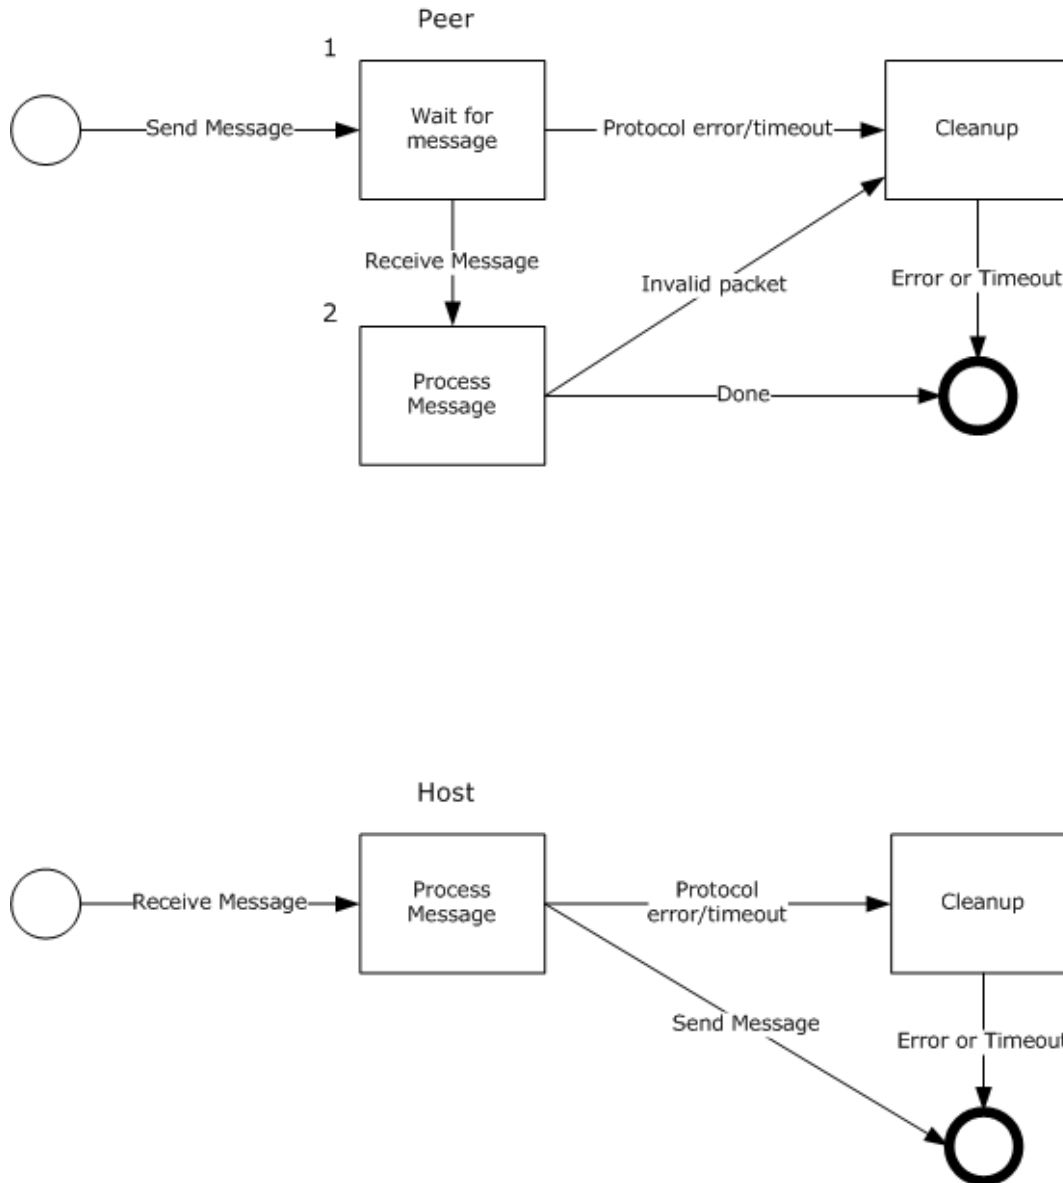 Peer
1
Send Message
Wait for
message
Protocol error/timeout
Cleanup
Receive Message
Invalid packet
Error or Timeout
2
Process
Message
Done
Host
Receive Message
Process
Message
Protocol
error/timeout
Cleanup
Send Message
Error or Timeout